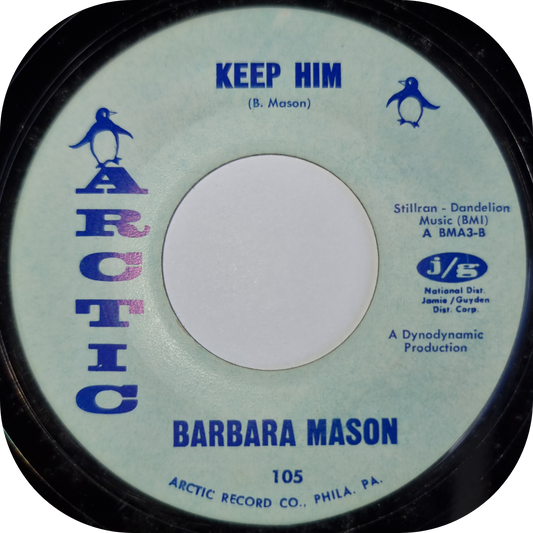 KEEP HIM
(B. Mason)
ARCTIC
Stillran - Dandelion
Music (BMI)
A BMA3-B
j/g
National Dist.
Jamie/Guyden
Dist. Corp.
A Dynodynamic
Production
BARBARA MASON
105
ARCTIC RECORD CO., PHILA. PA.